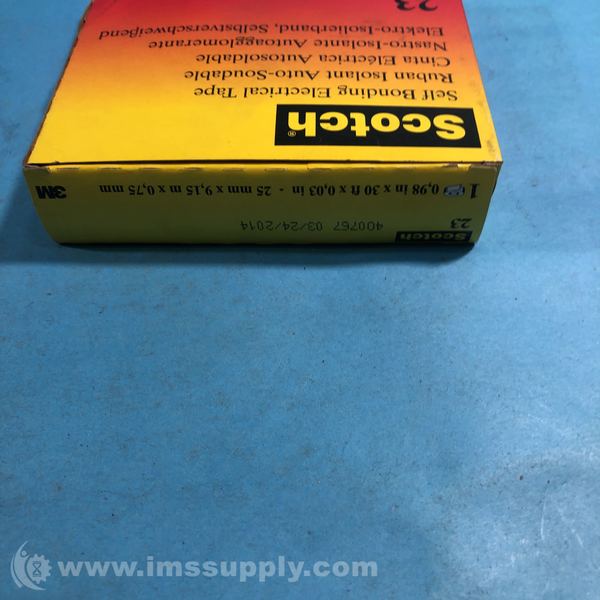 Scotch®
Self Bonding Electrical Tape
Ruban Isolant Auto-Soudable
Cinta Eléctrica Autosoldable
Nastro-Isolante Autoagglomerante
Elektro-Isolierband, Selbstverschweißend
23
Scotch
23
400767 03/24/2014
1 0,98 in x 30 ft x 0,03 in - 25 mm x 9,15 m x 0,75 mm
3M
www.imssupply.com®